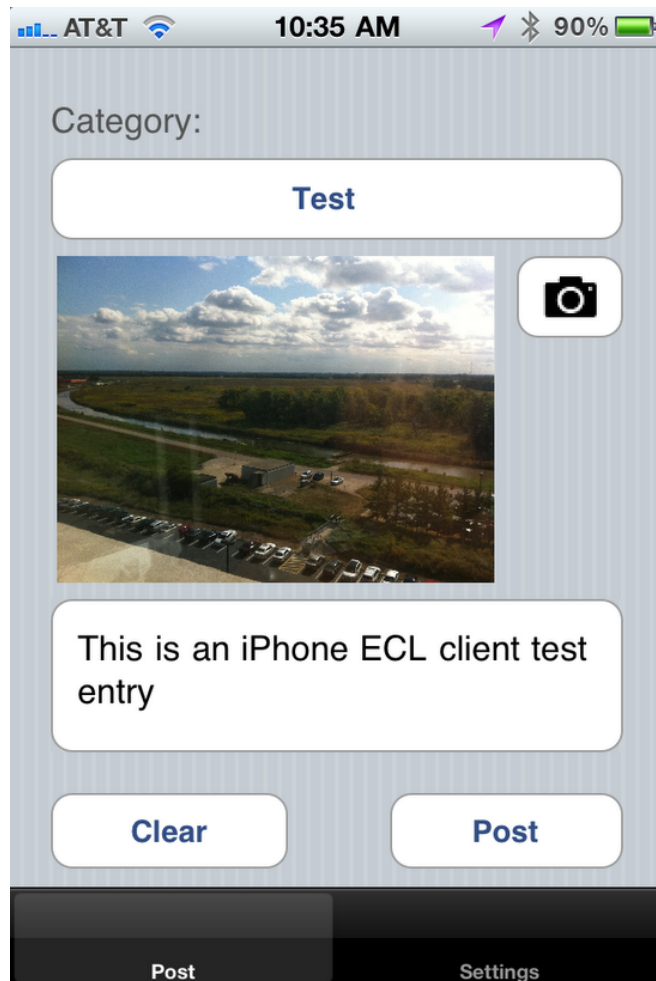 AT&T 10:35 AM 90%
Category:
Test
This is an iPhone ECL client test
entry
Clear Post
Post Settings